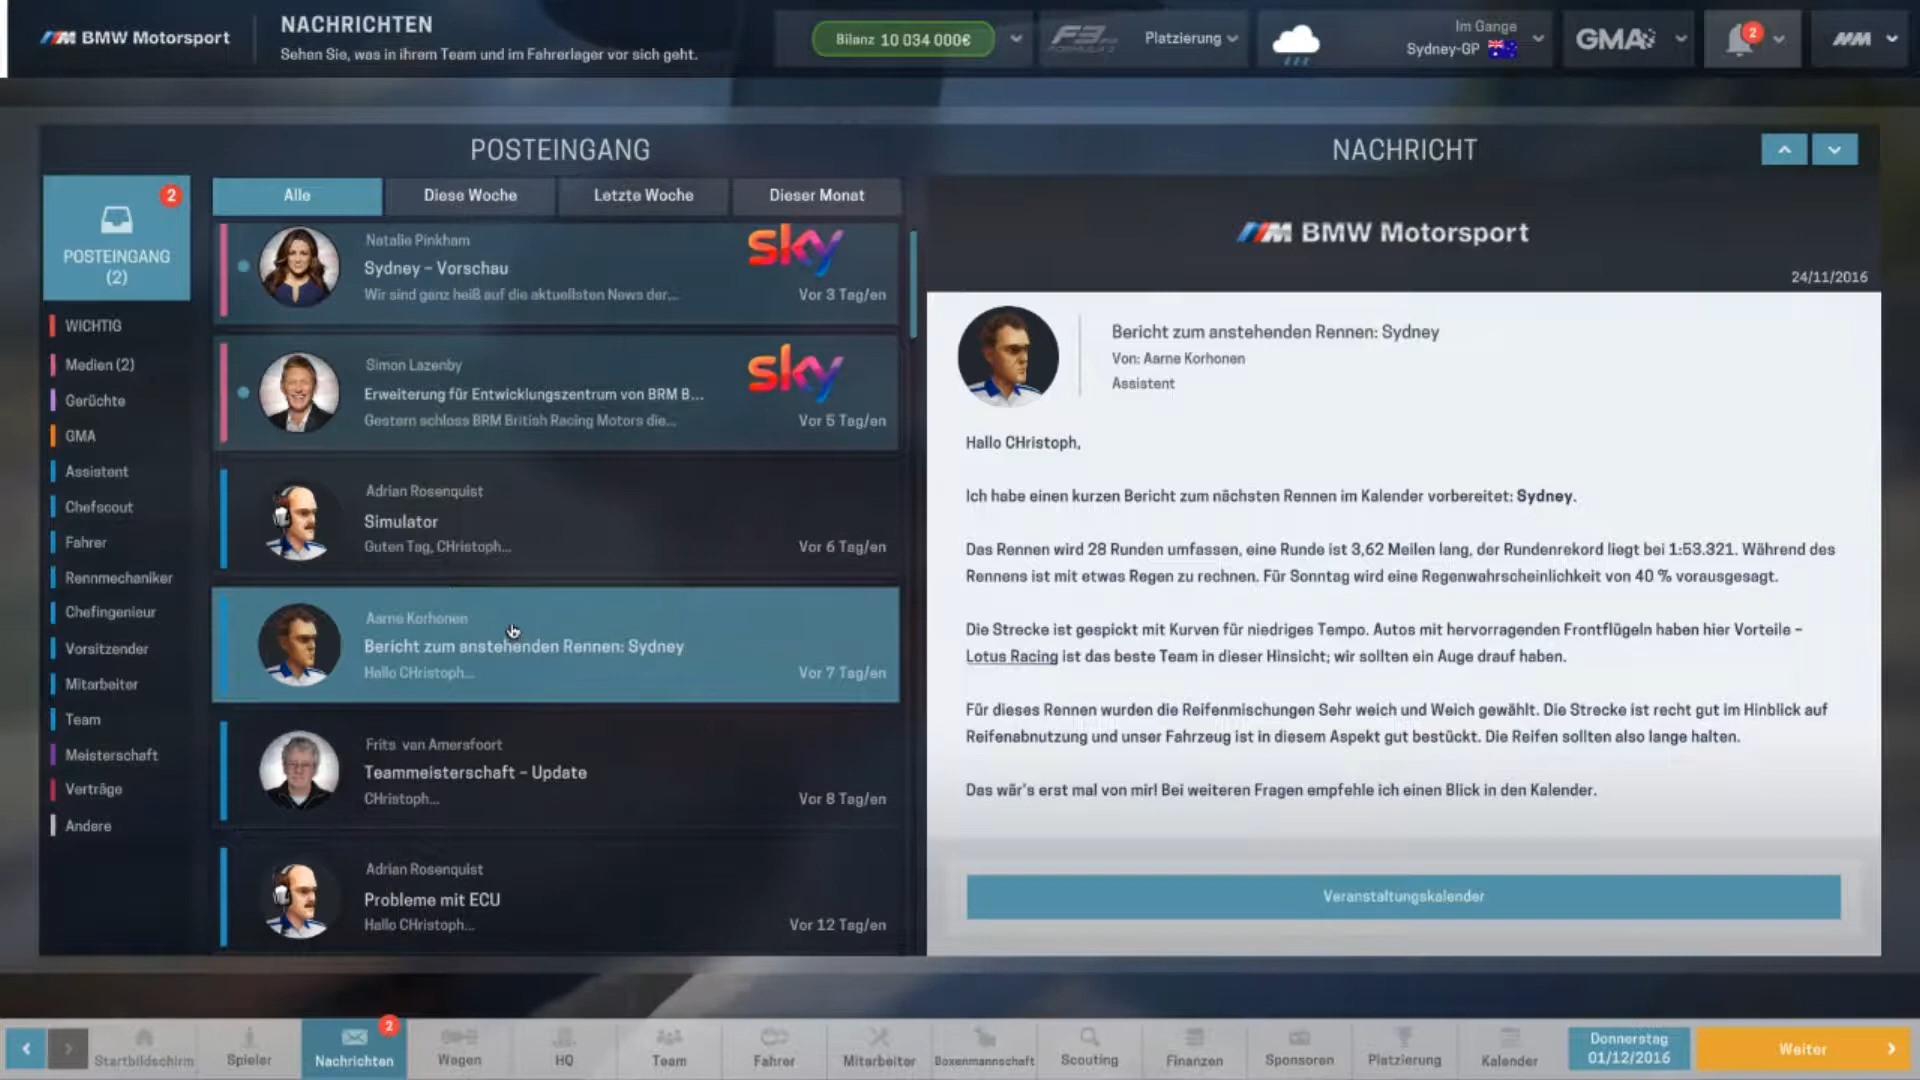 BMW Motorsport
NACHRICHTEN
Sehen Sie, was in ihrem Team und im Fahrerlager vor sich geht.
Bilanz 10 034 000€
F3
Platzierung
Im Gange
Sydney-GP
GMA
2
POSTEINGANG
NACHRICHT
2
POSTEINGANG
(2)
WICHTIG
Medien (2)
Gerüchte
GMA
Assistent
Chefscout
Fahrer
Rennmechaniker
Chefingenieur
Vorsitzender
Mitarbeiter
Team
Meisterschaft
Verträge
Andere
Alle
Diese Woche
Letzte Woche
Dieser Monat
Natalie Pinkham
Sydney – Vorschau
Wir sind ganz heiß auf die aktuellsten News der...
sky
Vor 3 Tag/en
Simon Lazenby
Erweiterung für Entwicklungszentrum von BRM B...
Gestern schloss BRM British Racing Motors die...
sky
Vor 5 Tag/en
Adrian Rosenquist
Simulator
Guten Tag, CHristoph...
Vor 6 Tag/en
Aarne Korhonen
Bericht zum anstehenden Rennen: Sydney
Hallo CHristoph...
Vor 7 Tag/en
Frits van Amersfoort
Teammeisterschaft – Update
CHristoph...
Vor 8 Tag/en
Adrian Rosenquist
Probleme mit ECU
Hallo CHristoph...
Vor 12 Tag/en
BMW Motorsport
24/11/2016
Bericht zum anstehenden Rennen: Sydney
Von: Aarne Korhonen
Assistent
Hallo CHristoph,
Ich habe einen kurzen Bericht zum nächsten Rennen im Kalender vorbereitet: Sydney.
Das Rennen wird 28 Runden umfassen, eine Runde ist 3,62 Meilen lang, der Rundenrekord liegt bei 1:53.321. Während des
Rennens ist mit etwas Regen zu rechnen. Für Sonntag wird eine Regenwahrscheinlichkeit von 40 % vorausgesagt.
Die Strecke ist gespickt mit Kurven für niedriges Tempo. Autos mit hervorragenden Frontflügeln haben hier Vorteile –
Lotus Racing ist das beste Team in dieser Hinsicht; wir sollten ein Auge drauf haben.
Für dieses Rennen wurden die Reifenmischungen Sehr weich und Weich gewählt. Die Strecke ist recht gut im Hinblick auf
Reifenabnutzung und unser Fahrzeug ist in diesem Aspekt gut bestückt. Die Reifen sollten also lange halten.
Das wär's erst mal von mir! Bei weiteren Fragen empfehle ich einen Blick in den Kalender.
Veranstaltungskalender
Startbildschirm
Spieler
2
Nachrichten
Wagen
HQ
Team
Fahrer
Mitarbeiter
Boxenmannschaft
Scouting
Finanzen
Sponsoren
Platzierung
Kalender
Donnerstag
01/12/2016
Weiter